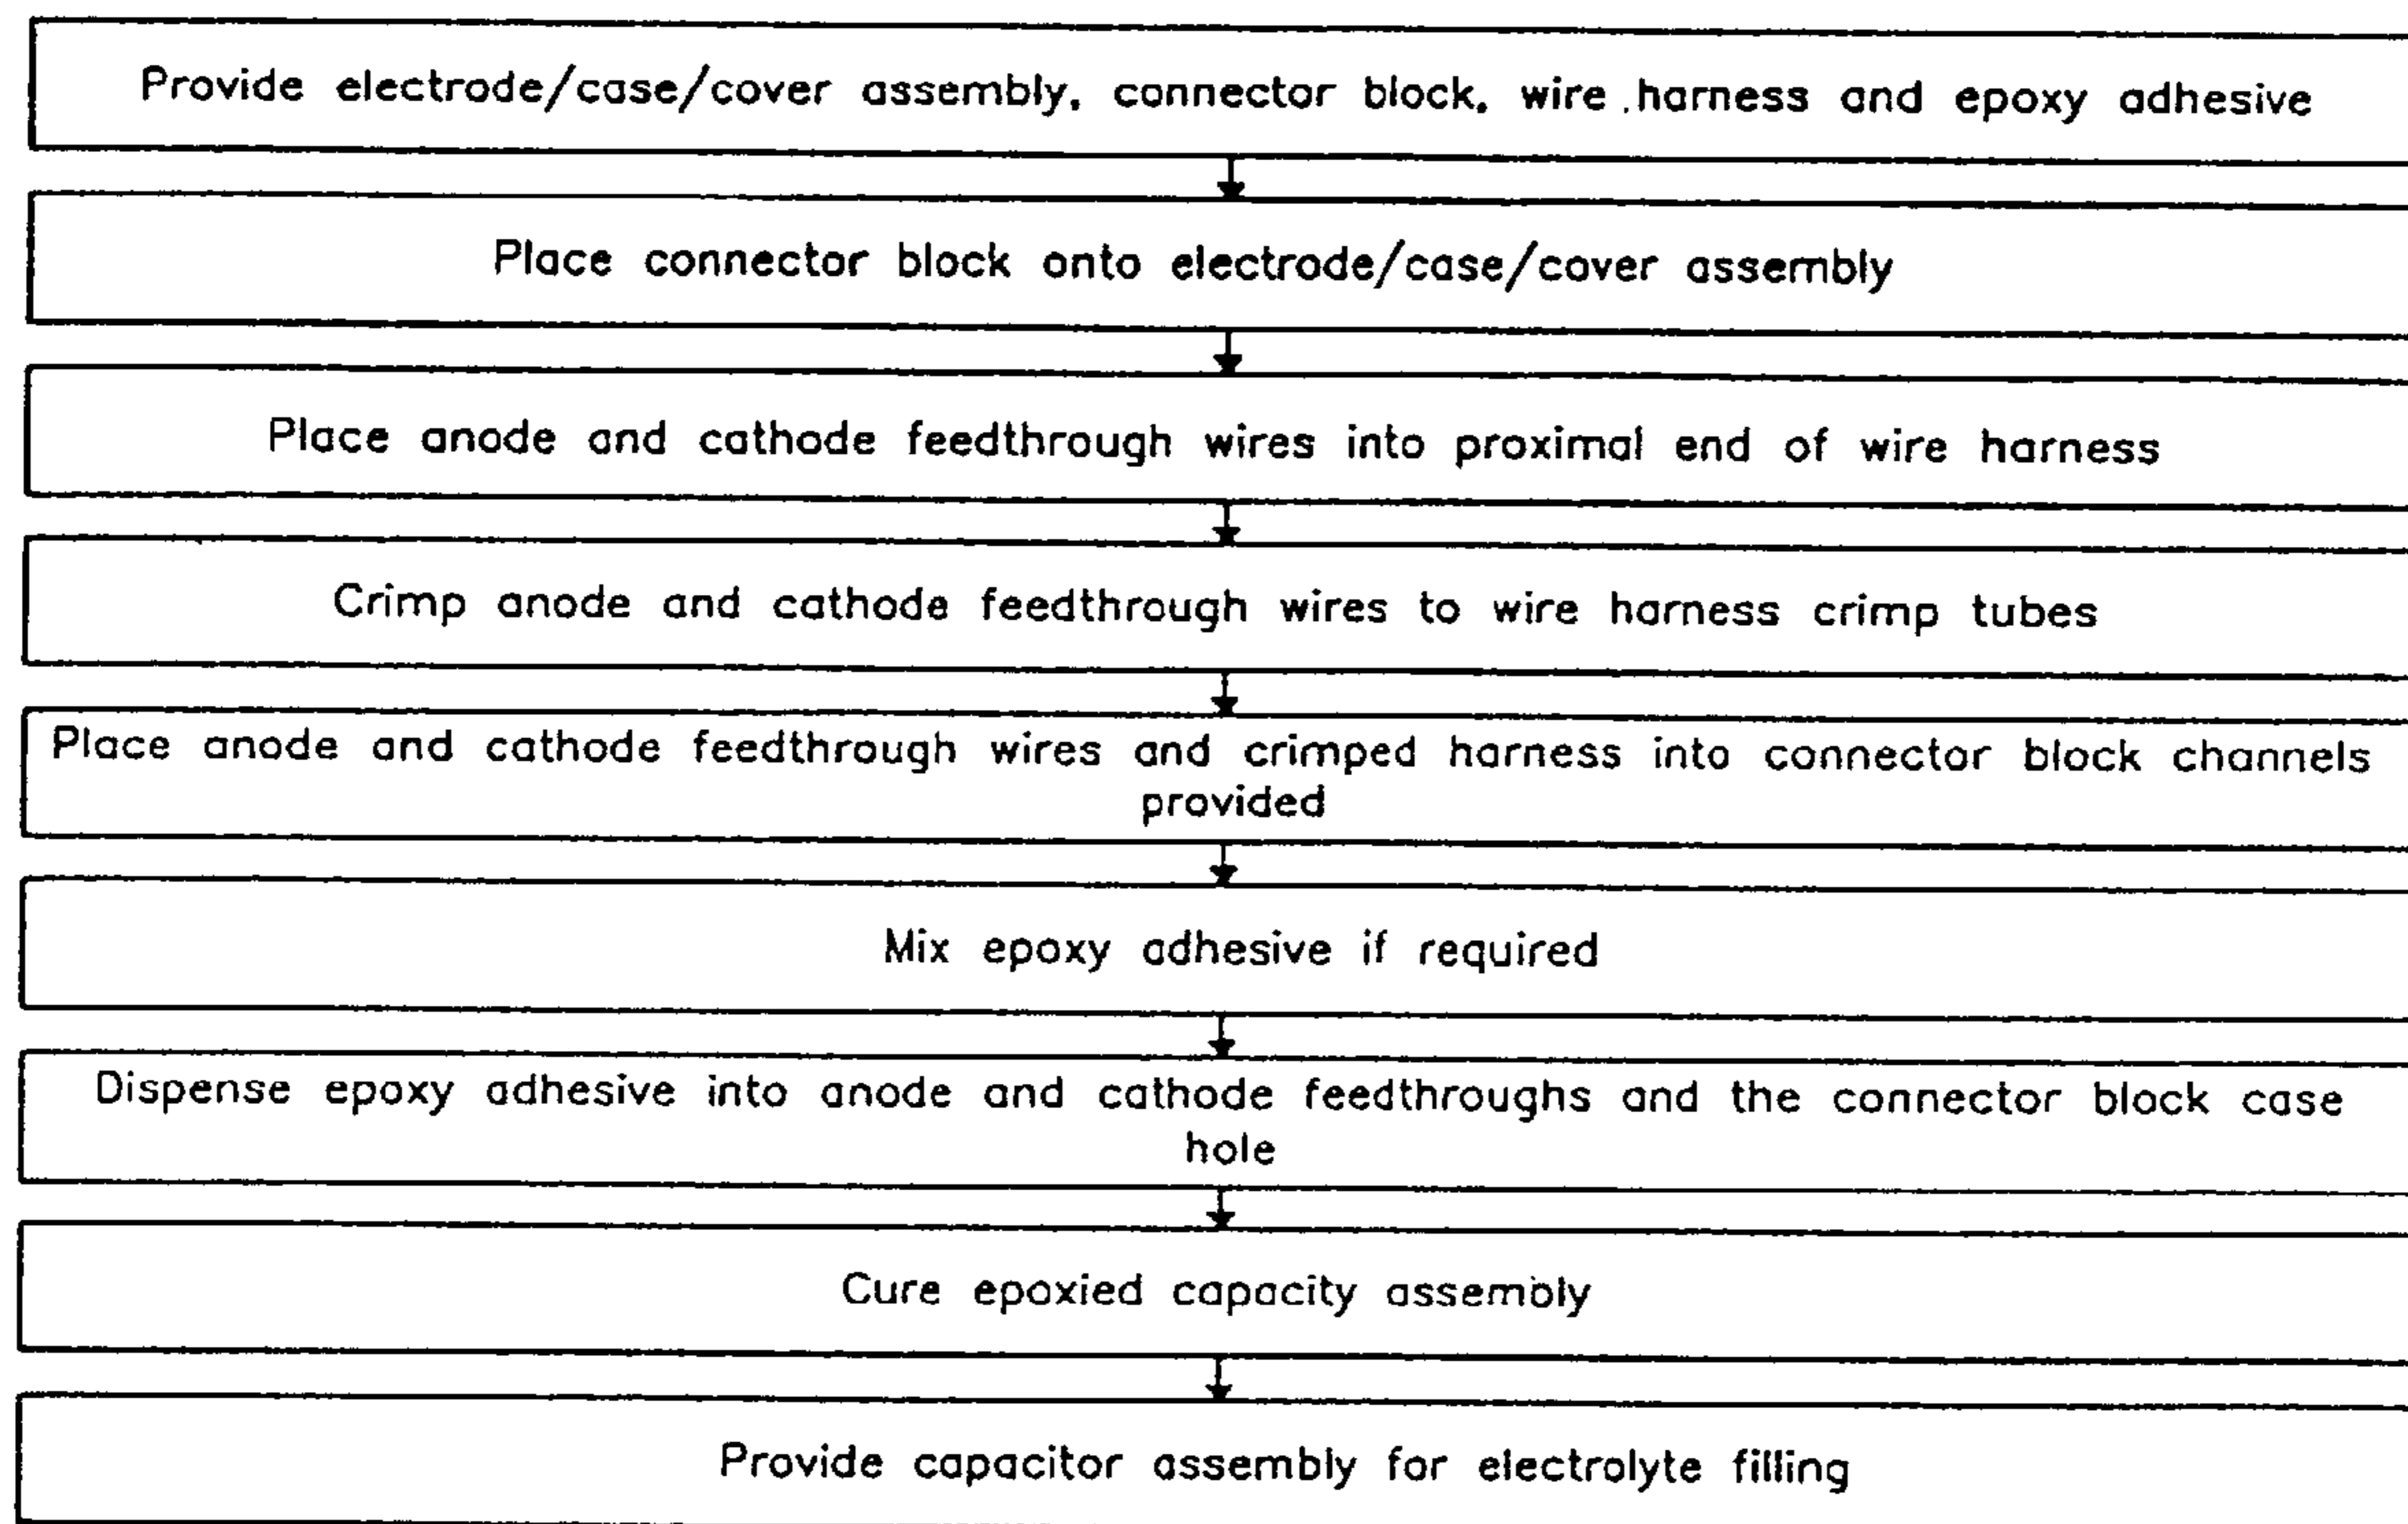 Provide electrode/case/cover assembly, connector block, wire harness and epoxy adhesive
Place connector block onto electrode/case/cover assembly
Place anode and cathode feedthrough wires into proximal end of wire harness
Crimp anode and cathode feedthrough wires to wire harness crimp tubes
Place anode and cathode feedthrough wires and crimped harness into connector block channels
provided
Mix epoxy adhesive if required
Dispense epoxy adhesive into anode and cathode feedthroughs and the connector block case
hole
Cure epoxied capacity assembly
Provide capacitor assembly for electrolyte filling